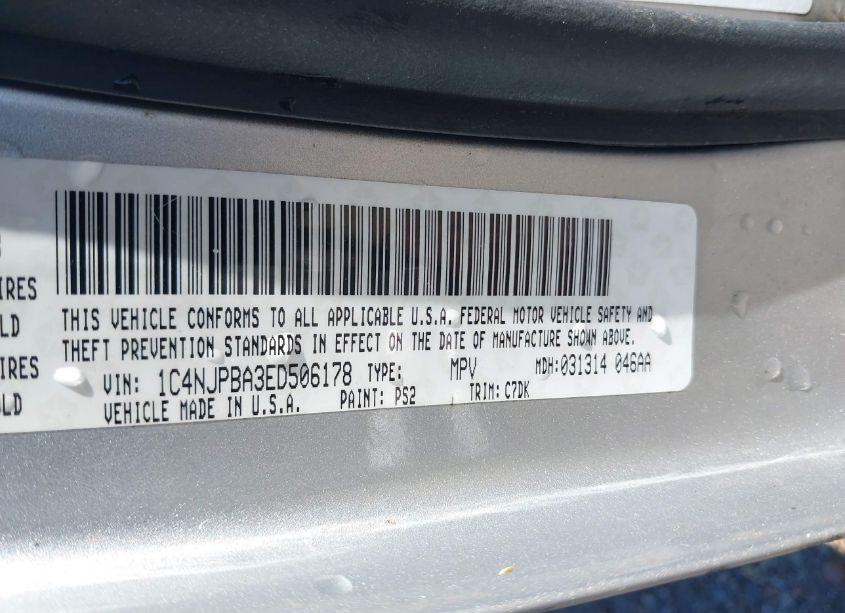 IRES
THIS VEHICLE CONFORMS TO ALL APPLICABLE U.S.A. FEDERAL MOTOR VEHICLE SAFETY AND
LD
THEFT PREVENTION STANDARDS IN EFFECT ON THE DATE OF MANUFACTURE SHOWN ABOVE.
IRES
VIN: 1C4NJPBA3ED506178 TYPE: MPV MDH:031314 046AA
OLD
VEHICLE MADE IN U.S.A. PAINT: PS2 TRIM: C7DK